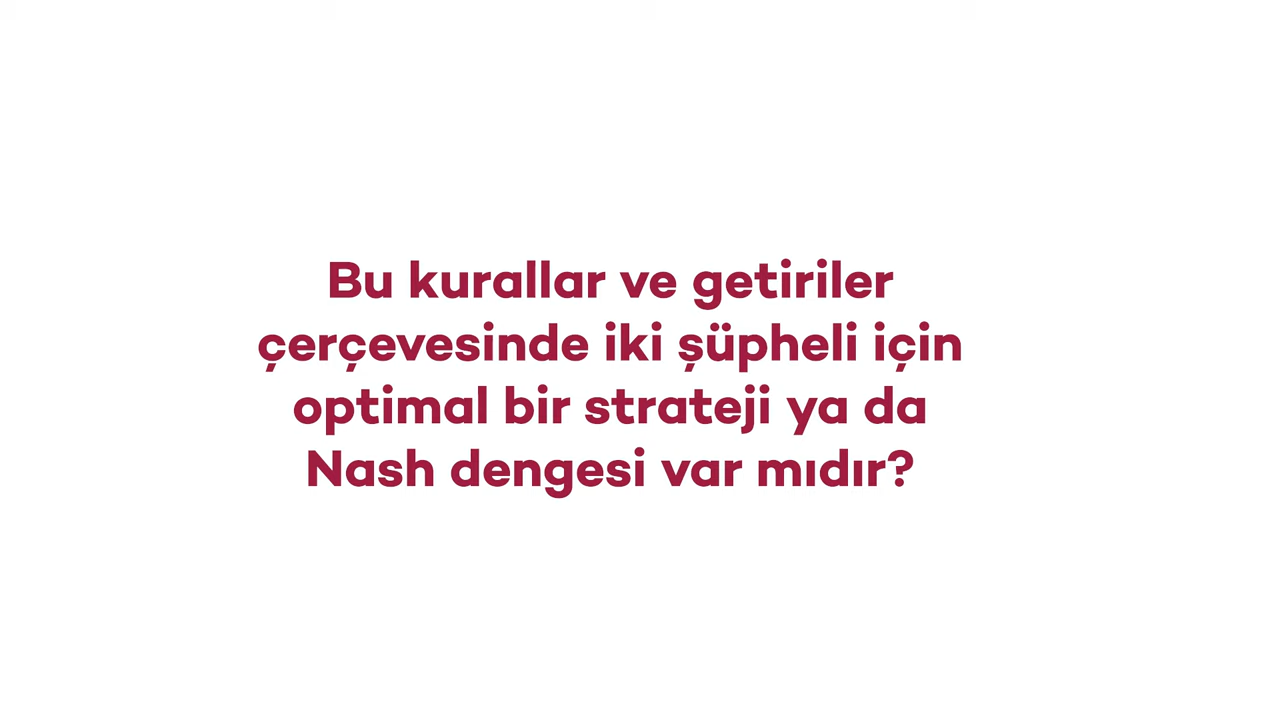 Bu kurallar ve getiriler
çerçevesinde iki şüpheli için
optimal bir strateji ya da
Nash dengesi var mıdır?